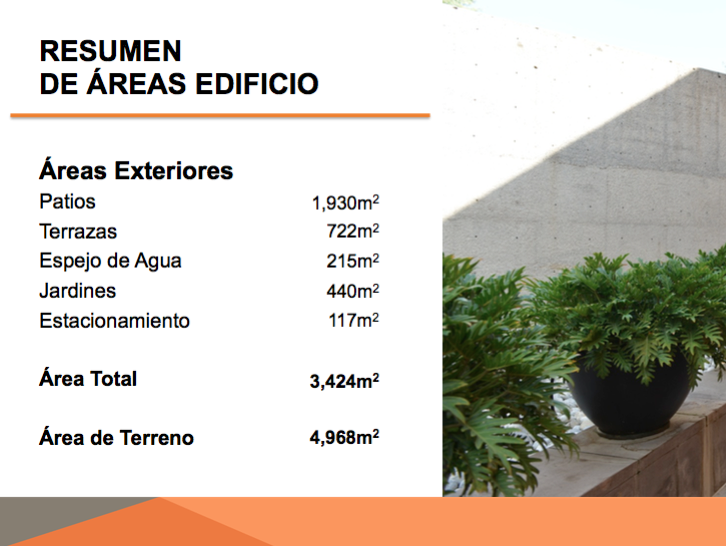 RESUMEN
DE ÁREAS EDIFICIO
Áreas Exteriores
Patios 1,930m²
Terrazas 722m²
Espejo de Agua 215m²
Jardines 440m²
Estacionamiento 117m²
Área Total 3,424m²
Área de Terreno 4,968m²